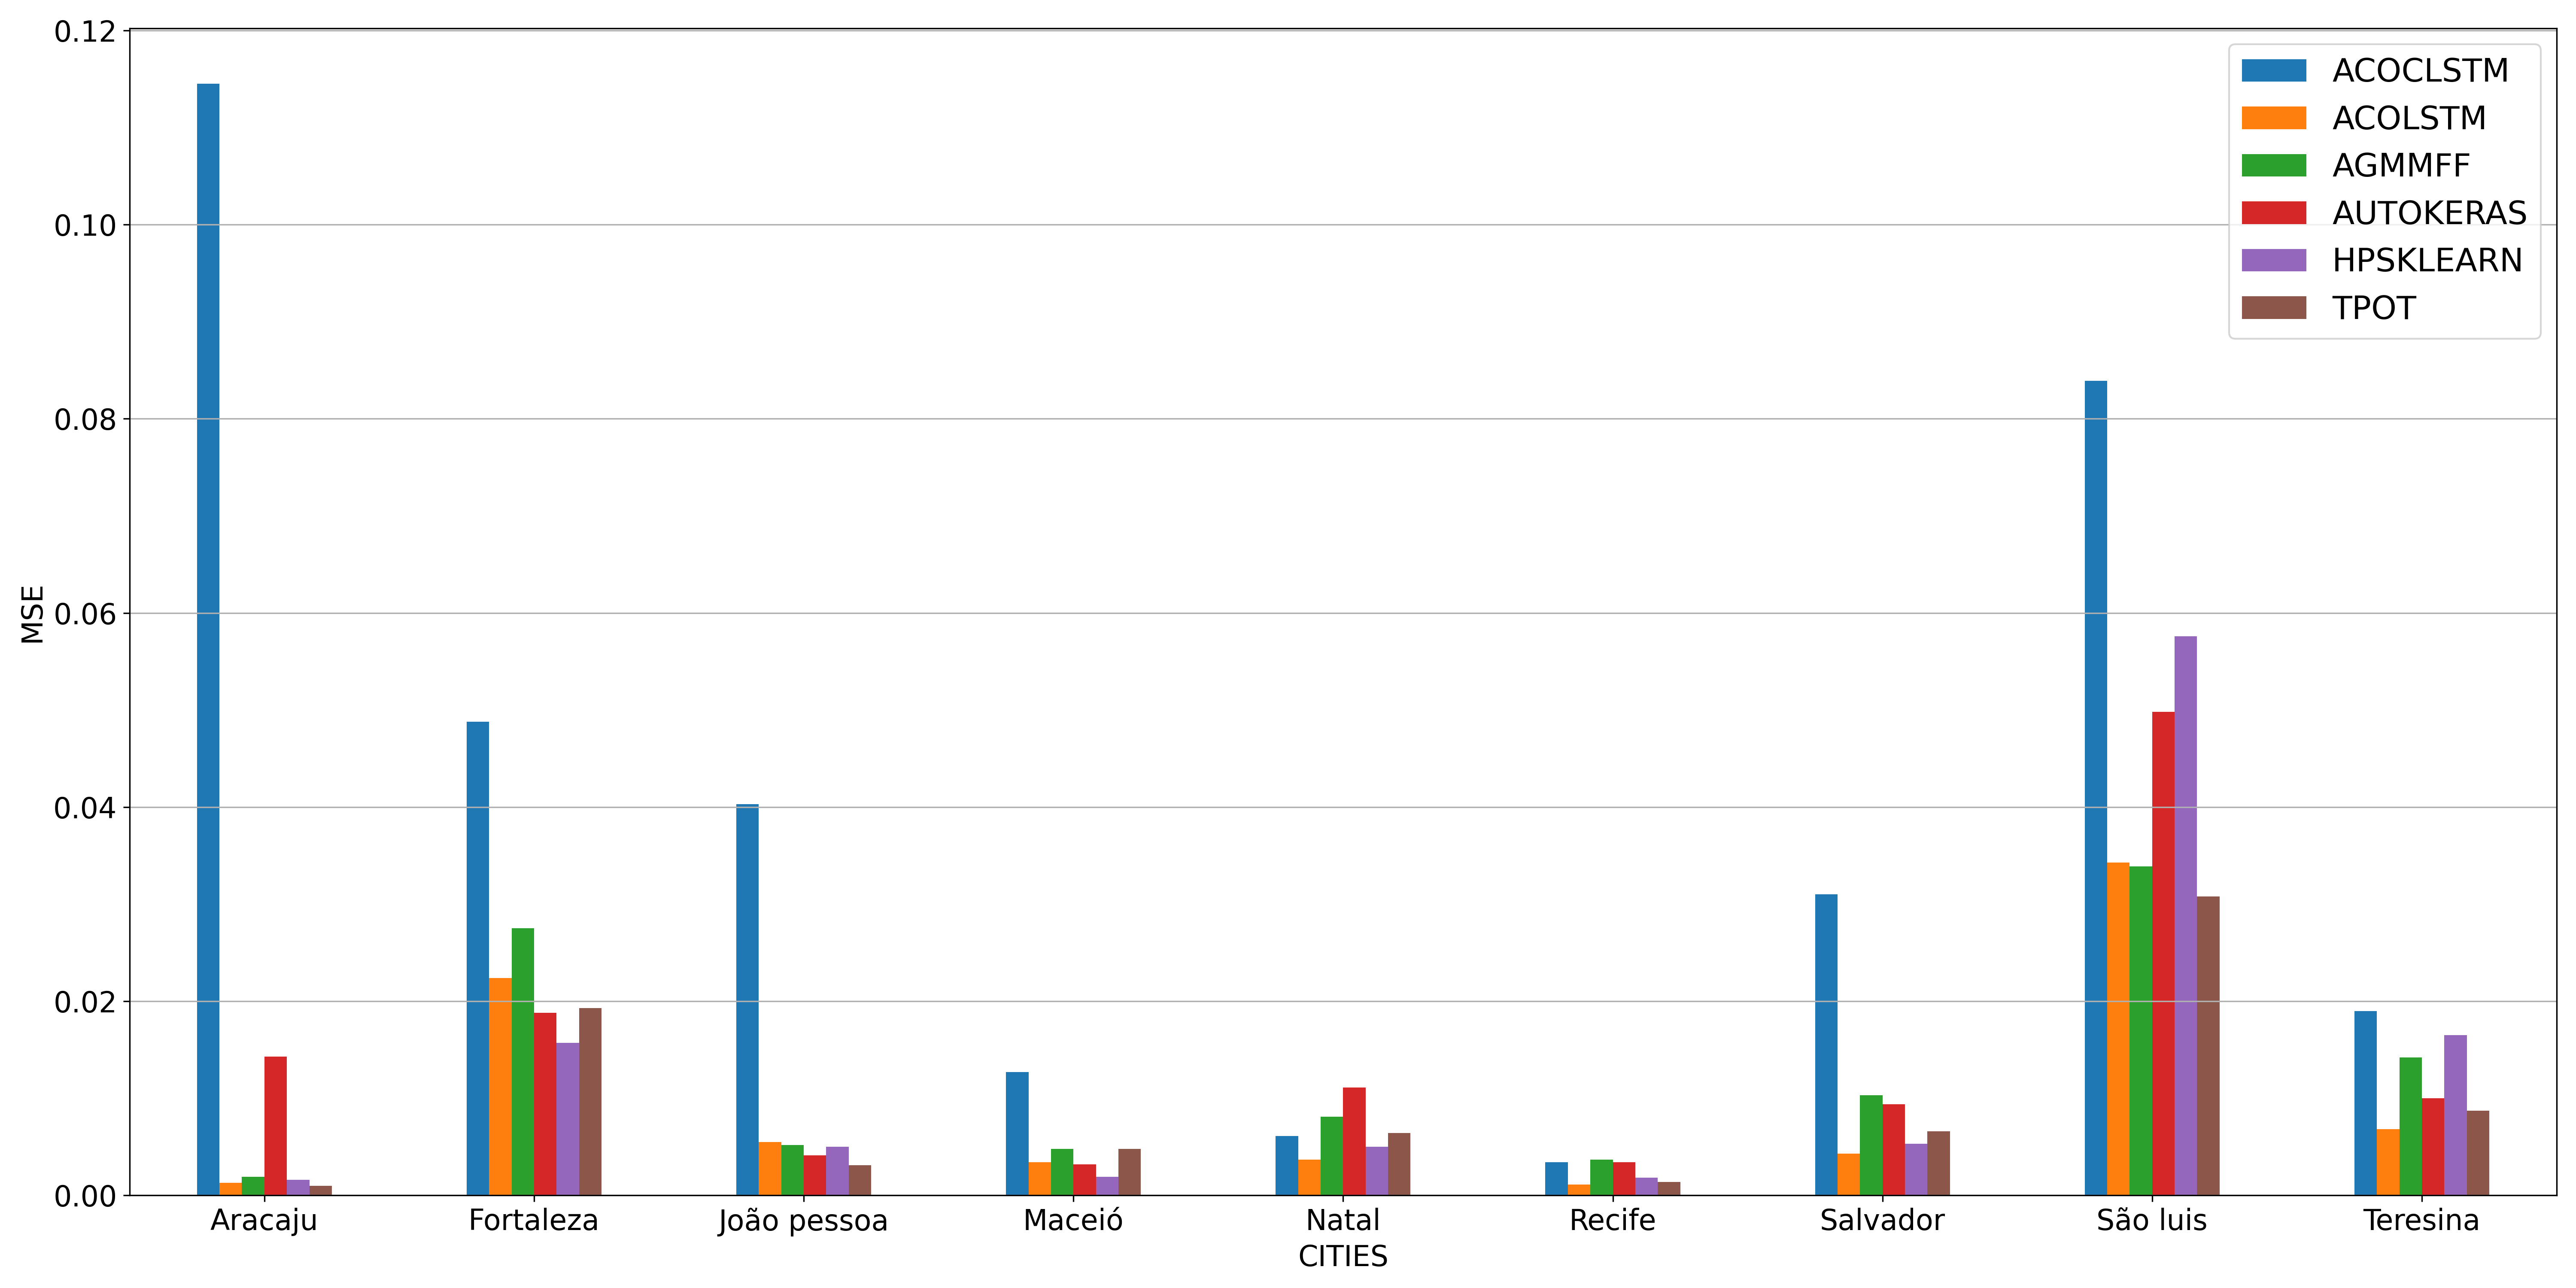 0.12
0.10
0.08
0.06
0.04
0.02
0.00
MSE
ACOCLSTM
ACOLSTM
AGMMFF
AUTOKERAS
HPSKLEARN
TPOT
Aracaju
Fortaleza
João pessoa
Maceió
Natal
Recife
Salvador
São luis
Teresina
CITIES